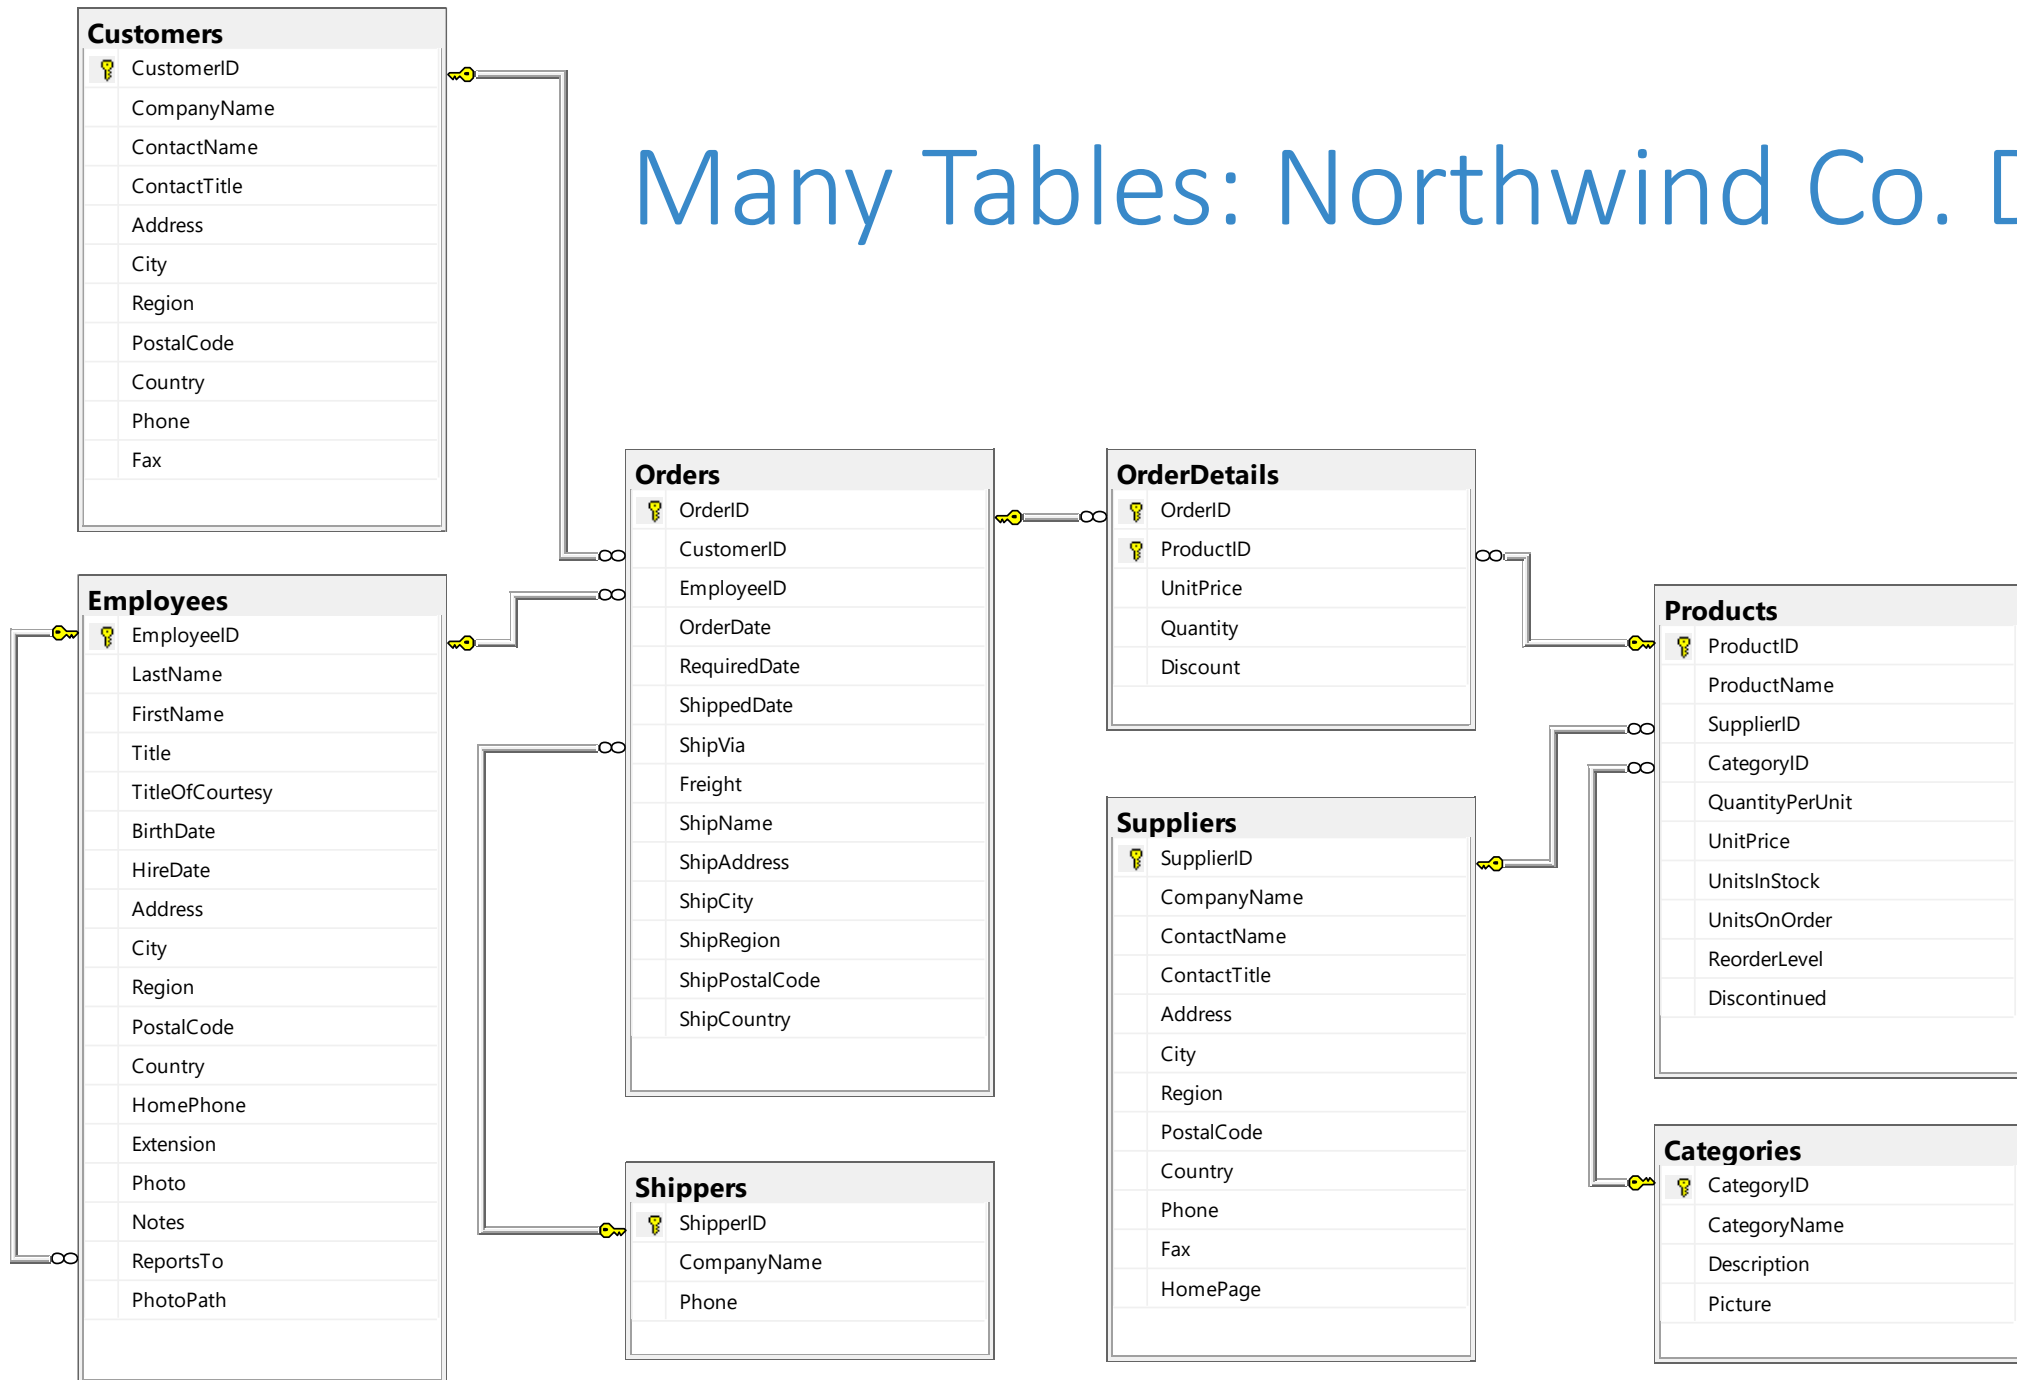 Many Tables: Northwind Co. D
Customers
CustomerID
CompanyName
ContactName
ContactTitle
Address
City
Region
PostalCode
Country
Phone
Fax
Employees
EmployeeID
LastName
FirstName
Title
TitleOfCourtesy
BirthDate
HireDate
Address
City
Region
PostalCode
Country
HomePhone
Extension
Photo
Notes
ReportsTo
PhotoPath
Orders
OrderID
CustomerID
EmployeeID
OrderDate
RequiredDate
ShippedDate
ShipVia
Freight
ShipName
ShipAddress
ShipCity
ShipRegion
ShipPostalCode
ShipCountry
Shippers
ShipperID
CompanyName
Phone
OrderDetails
OrderID
ProductID
UnitPrice
Quantity
Discount
Suppliers
SupplierID
CompanyName
ContactName
ContactTitle
Address
City
Region
PostalCode
Country
Phone
Fax
HomePage
Products
ProductID
ProductName
SupplierID
CategoryID
QuantityPerUnit
UnitPrice
UnitsInStock
UnitsOnOrder
ReorderLevel
Discontinued
Categories
CategoryID
CategoryName
Description
Picture